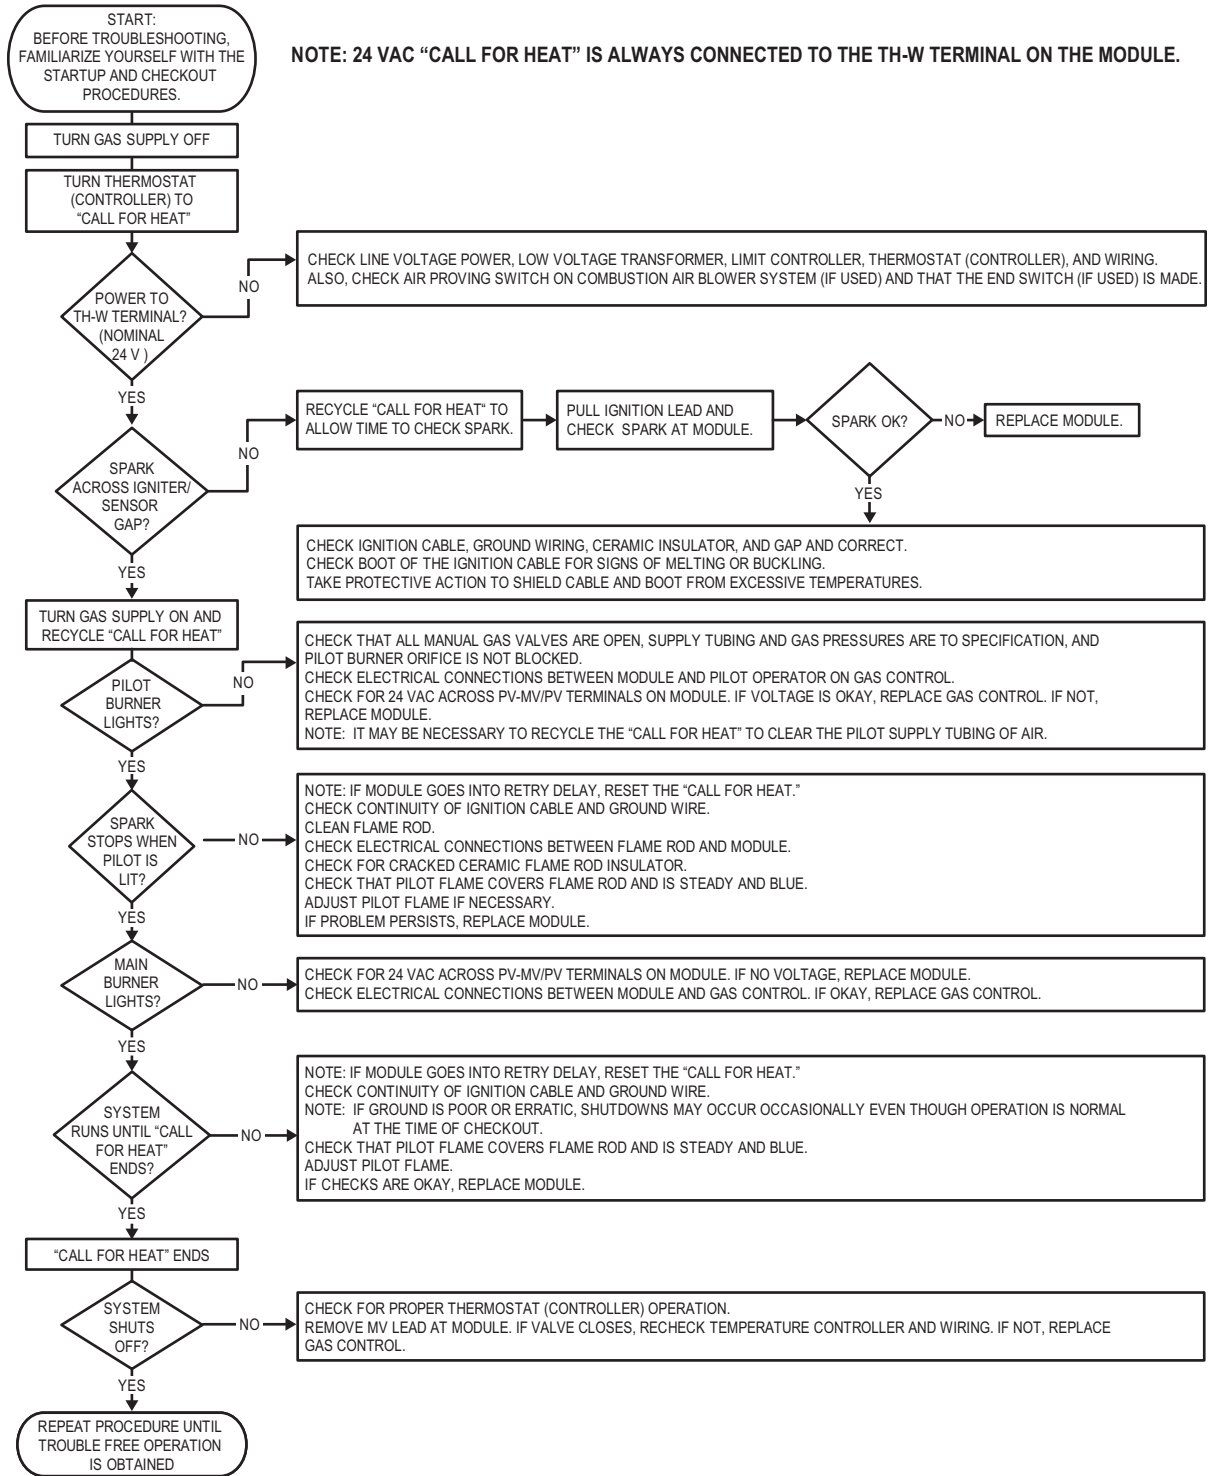 START:
BEFORE TROUBLESHOOTING,
FAMILIARIZE YOURSELF WITH THE
STARTUP AND CHECKOUT
PROCEDURES.
NOTE: 24 VAC “CALL FOR HEAT” IS ALWAYS CONNECTED TO THE TH-W TERMINAL ON THE MODULE.
TURN GAS SUPPLY OFF
TURN THERMOSTAT
(CONTROLLER) TO
“CALL FOR HEAT”
POWER TO
TH-W TERMINAL?
(NOMINAL
24 V )
NO
CHECK LINE VOLTAGE POWER, LOW VOLTAGE TRANSFORMER, LIMIT CONTROLLER, THERMOSTAT (CONTROLLER), AND WIRING.
ALSO, CHECK AIR PROVING SWITCH ON COMBUSTION AIR BLOWER SYSTEM (IF USED) AND THAT THE END SWITCH (IF USED) IS MADE.
YES
SPARK
ACROSS IGNITER/
SENSOR
GAP?
NO
RECYCLE “CALL FOR HEAT“ TO
ALLOW TIME TO CHECK SPARK.
PULL IGNITION LEAD AND
CHECK SPARK AT MODULE.
SPARK OK?
NO
REPLACE MODULE.
YES
CHECK IGNITION CABLE, GROUND WIRING, CERAMIC INSULATOR, AND GAP AND CORRECT.
CHECK BOOT OF THE IGNITION CABLE FOR SIGNS OF MELTING OR BUCKLING.
TAKE PROTECTIVE ACTION TO SHIELD CABLE AND BOOT FROM EXCESSIVE TEMPERATURES.
YES
TURN GAS SUPPLY ON AND
RECYCLE “CALL FOR HEAT”
PILOT
BURNER
LIGHTS?
NO
CHECK THAT ALL MANUAL GAS VALVES ARE OPEN, SUPPLY TUBING AND GAS PRESSURES ARE TO SPECIFICATION, AND
PILOT BURNER ORIFICE IS NOT BLOCKED.
CHECK ELECTRICAL CONNECTIONS BETWEEN MODULE AND PILOT OPERATOR ON GAS CONTROL.
CHECK FOR 24 VAC ACROSS PV-MV/PV TERMINALS ON MODULE. IF VOLTAGE IS OKAY, REPLACE GAS CONTROL. IF NOT,
REPLACE MODULE.
NOTE: IT MAY BE NECESSARY TO RECYCLE THE “CALL FOR HEAT” TO CLEAR THE PILOT SUPPLY TUBING OF AIR.
YES
SPARK
STOPS WHEN
PILOT IS
LIT?
NO
NOTE: IF MODULE GOES INTO RETRY DELAY, RESET THE “CALL FOR HEAT.”
CHECK CONTINUITY OF IGNITION CABLE AND GROUND WIRE.
CLEAN FLAME ROD.
CHECK ELECTRICAL CONNECTIONS BETWEEN FLAME ROD AND MODULE.
CHECK FOR CRACKED CERAMIC FLAME ROD INSULATOR.
CHECK THAT PILOT FLAME COVERS FLAME ROD AND IS STEADY AND BLUE.
ADJUST PILOT FLAME IF NECESSARY.
IF PROBLEM PERSISTS, REPLACE MODULE.
YES
MAIN
BURNER
LIGHTS?
NO
CHECK FOR 24 VAC ACROSS PV-MV/PV TERMINALS ON MODULE. IF NO VOLTAGE, REPLACE MODULE.
CHECK ELECTRICAL CONNECTIONS BETWEEN MODULE AND GAS CONTROL. IF OKAY, REPLACE GAS CONTROL.
YES
SYSTEM
RUNS UNTIL “CALL
FOR HEAT”
ENDS?
NO
NOTE: IF MODULE GOES INTO RETRY DELAY, RESET THE “CALL FOR HEAT.”
CHECK CONTINUITY OF IGNITION CABLE AND GROUND WIRE.
NOTE: IF GROUND IS POOR OR ERRATIC, SHUTDOWNS MAY OCCUR OCCASIONALLY EVEN THOUGH OPERATION IS NORMAL
AT THE TIME OF CHECKOUT.
CHECK THAT PILOT FLAME COVERS FLAME ROD AND IS STEADY AND BLUE.
ADJUST PILOT FLAME.
IF CHECKS ARE OKAY, REPLACE MODULE.
YES
“CALL FOR HEAT” ENDS
SYSTEM
SHUTS
OFF?
NO
CHECK FOR PROPER THERMOSTAT (CONTROLLER) OPERATION.
REMOVE MV LEAD AT MODULE. IF VALVE CLOSES, RECHECK TEMPERATURE CONTROLLER AND WIRING. IF NOT, REPLACE
GAS CONTROL.
YES
REPEAT PROCEDURE UNTIL
TROUBLE FREE OPERATION
IS OBTAINED